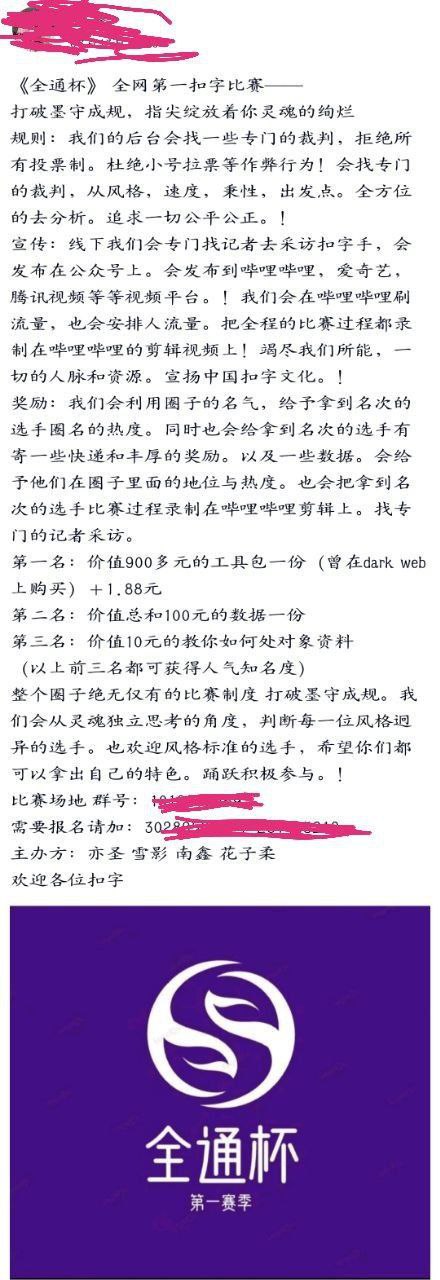 《全通杯》 全网第一扣字比赛——
打破墨守成规，指尖绽放着你灵魂的绚烂
规则：我们的后台会找一些专门的裁判，拒绝所
有投票制。杜绝小号拉票等作弊行为！会找专门
的裁判，从风格，速度，秉性，出发点。全方位
的去分析。追求一切公平公正。！
宣传：线下我们会专门找记者去采访扣字手，会
发布在公众号上。会发布到哔哩哔哩，爱奇艺，
腾讯视频等等视频平台。！我们会在哔哩哔哩刷
流量，也会安排人流量。把全程的比赛过程都录
制在哔哩哔哩的剪辑视频上！竭尽我们所能，一
切的人脉和资源。宣扬中国扣字文化。！
奖励：我们会利用圈子的名气，给予拿到名次的
选手圈名的热度。同时也会给拿到名次的选手有
寄一些快递和丰厚的奖励。以及一些数据。会给
予他们在圈子里面的地位与热度。也会把拿到名
次的选手比赛过程录制在哔哩哔哩剪辑上。找专
门的记者采访。
第一名：价值900多元的工具包一份（曾在dark web
上购买）＋1.88元
第二名：价值总和100元的数据一份
第三名：价值10元的教你如何处对象资料
（以上前三名都可获得人气知名度）
整个圈子绝无仅有的比赛制度 打破墨守成规。我
们会从灵魂独立思考的角度，判断每一位风格迥
异的选手。也欢迎风格标准的选手，希望你们都
可以拿出自己的特色。踊跃积极参与。！
比赛场地 群号：
需要报名请加：3028
主办方：亦圣 雪影 南鑫 花子柔
欢迎各位扣字
全通杯
第一赛季